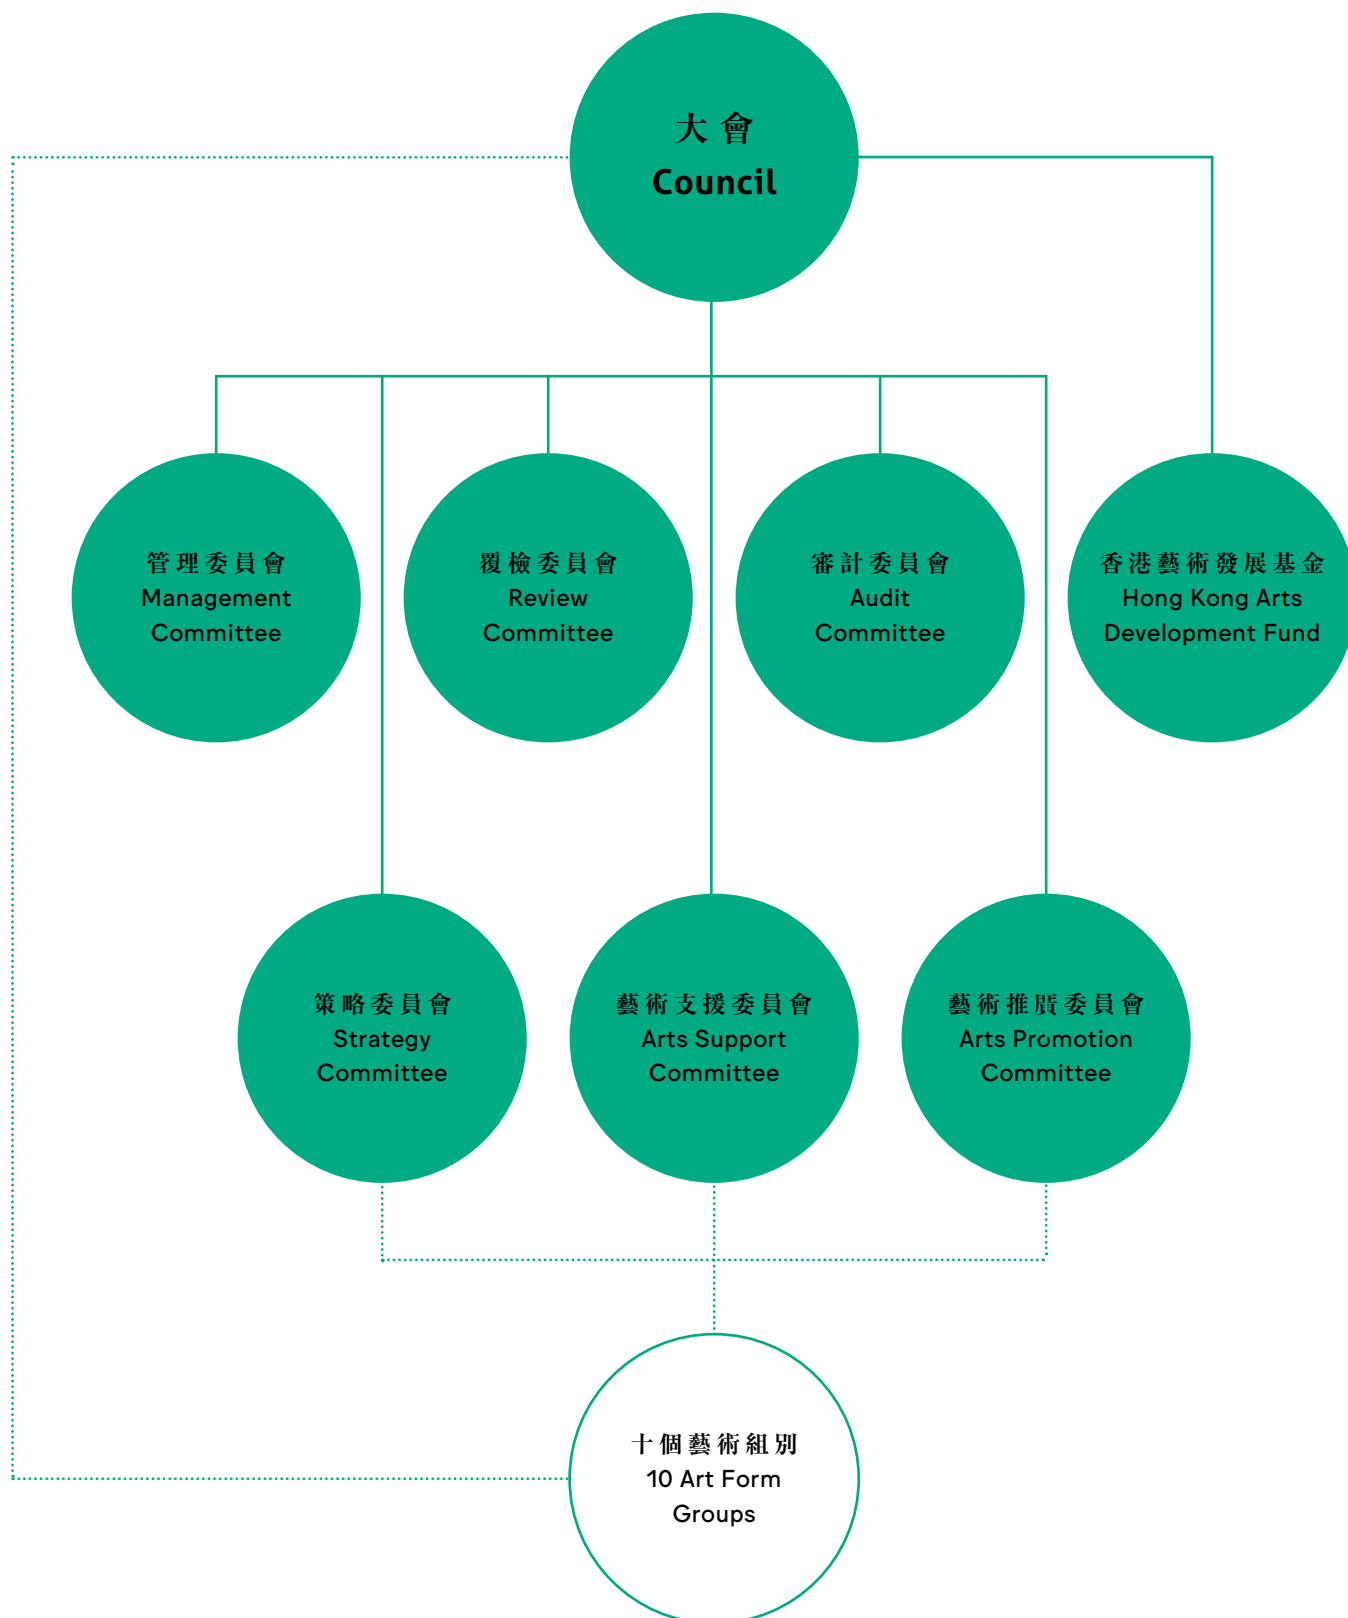 大會
Council
管理委員會
Management
Committee
覆檢委員會
Review
Committee
審計委員會
Audit
Committee
香港藝術發展基金
Hong Kong Arts
Development Fund
策略委員會
Strategy
Committee
藝術支援委員會
Arts Support
Committee
藝術推廣委員會
Arts Promotion
Committee
十個藝術組別
10 Art Form
Groups